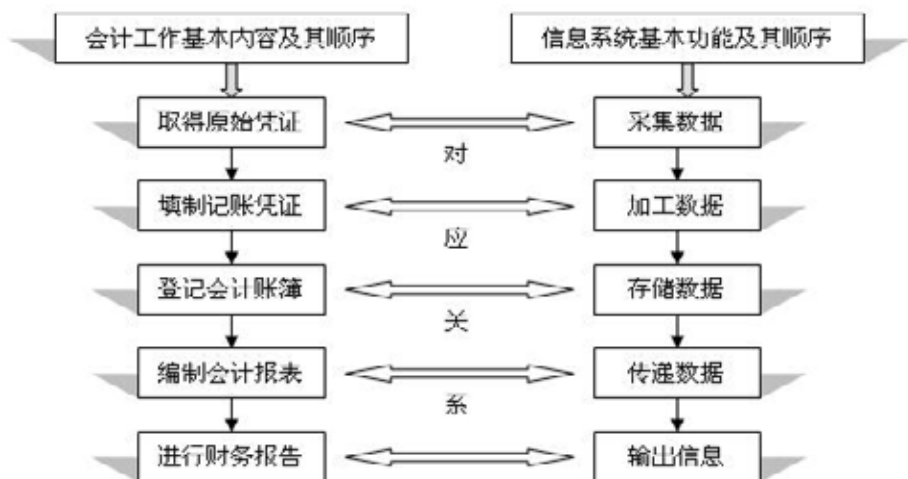 会计工作基本内容及其顺序
信息系统基本功能及其顺序
取得原始凭证
采集数据
对
填制记账凭证
加工数据
应
登记会计账簿
存储数据
关
编制会计报表
传递数据
系
进行财务报告
输出信息